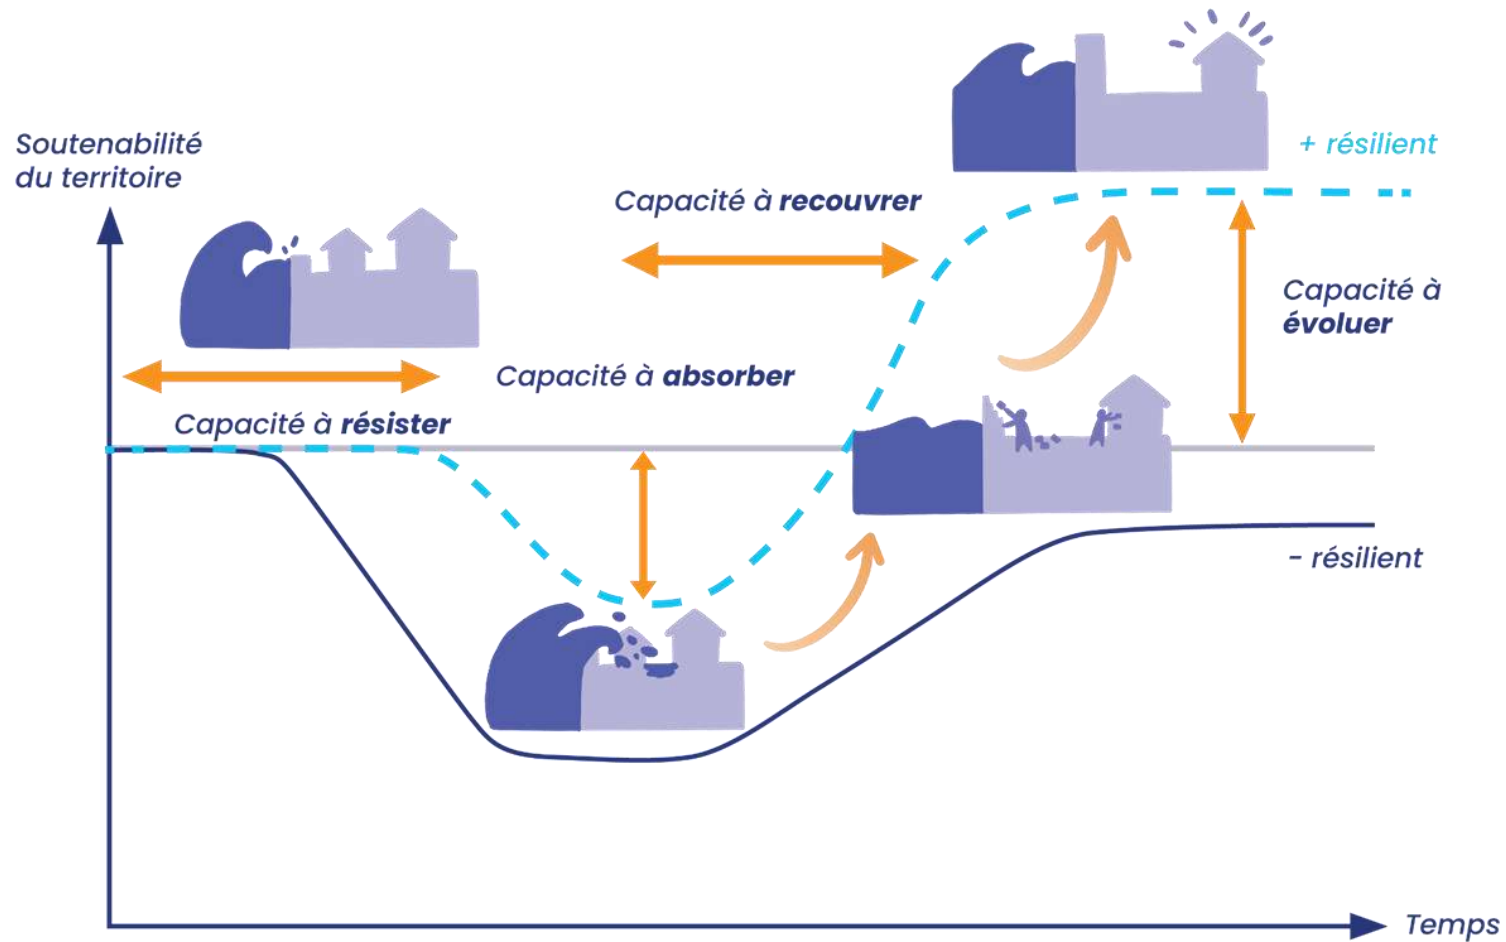 Soutenabilité
du territoire
+ résilient
Capacité à recouvrer
Capacité à
évoluer
Capacité à absorber
Capacité à résister
- résilient
Temps